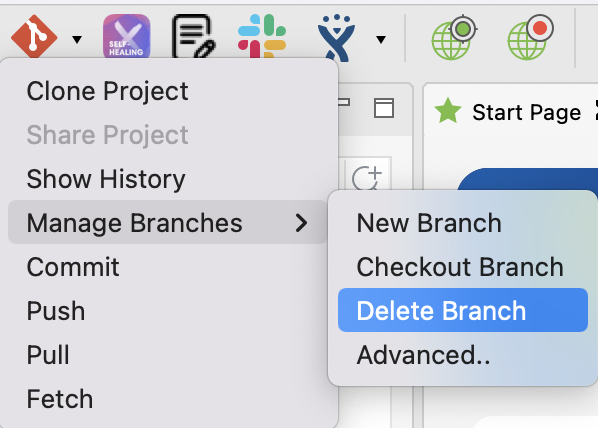 SELF-
HEALING
Clone Project
Share Project
Show History
Manage Branches
Commit
Push
Pull
Fetch
Start Page
New Branch
Checkout Branch
Delete Branch
Advanced..